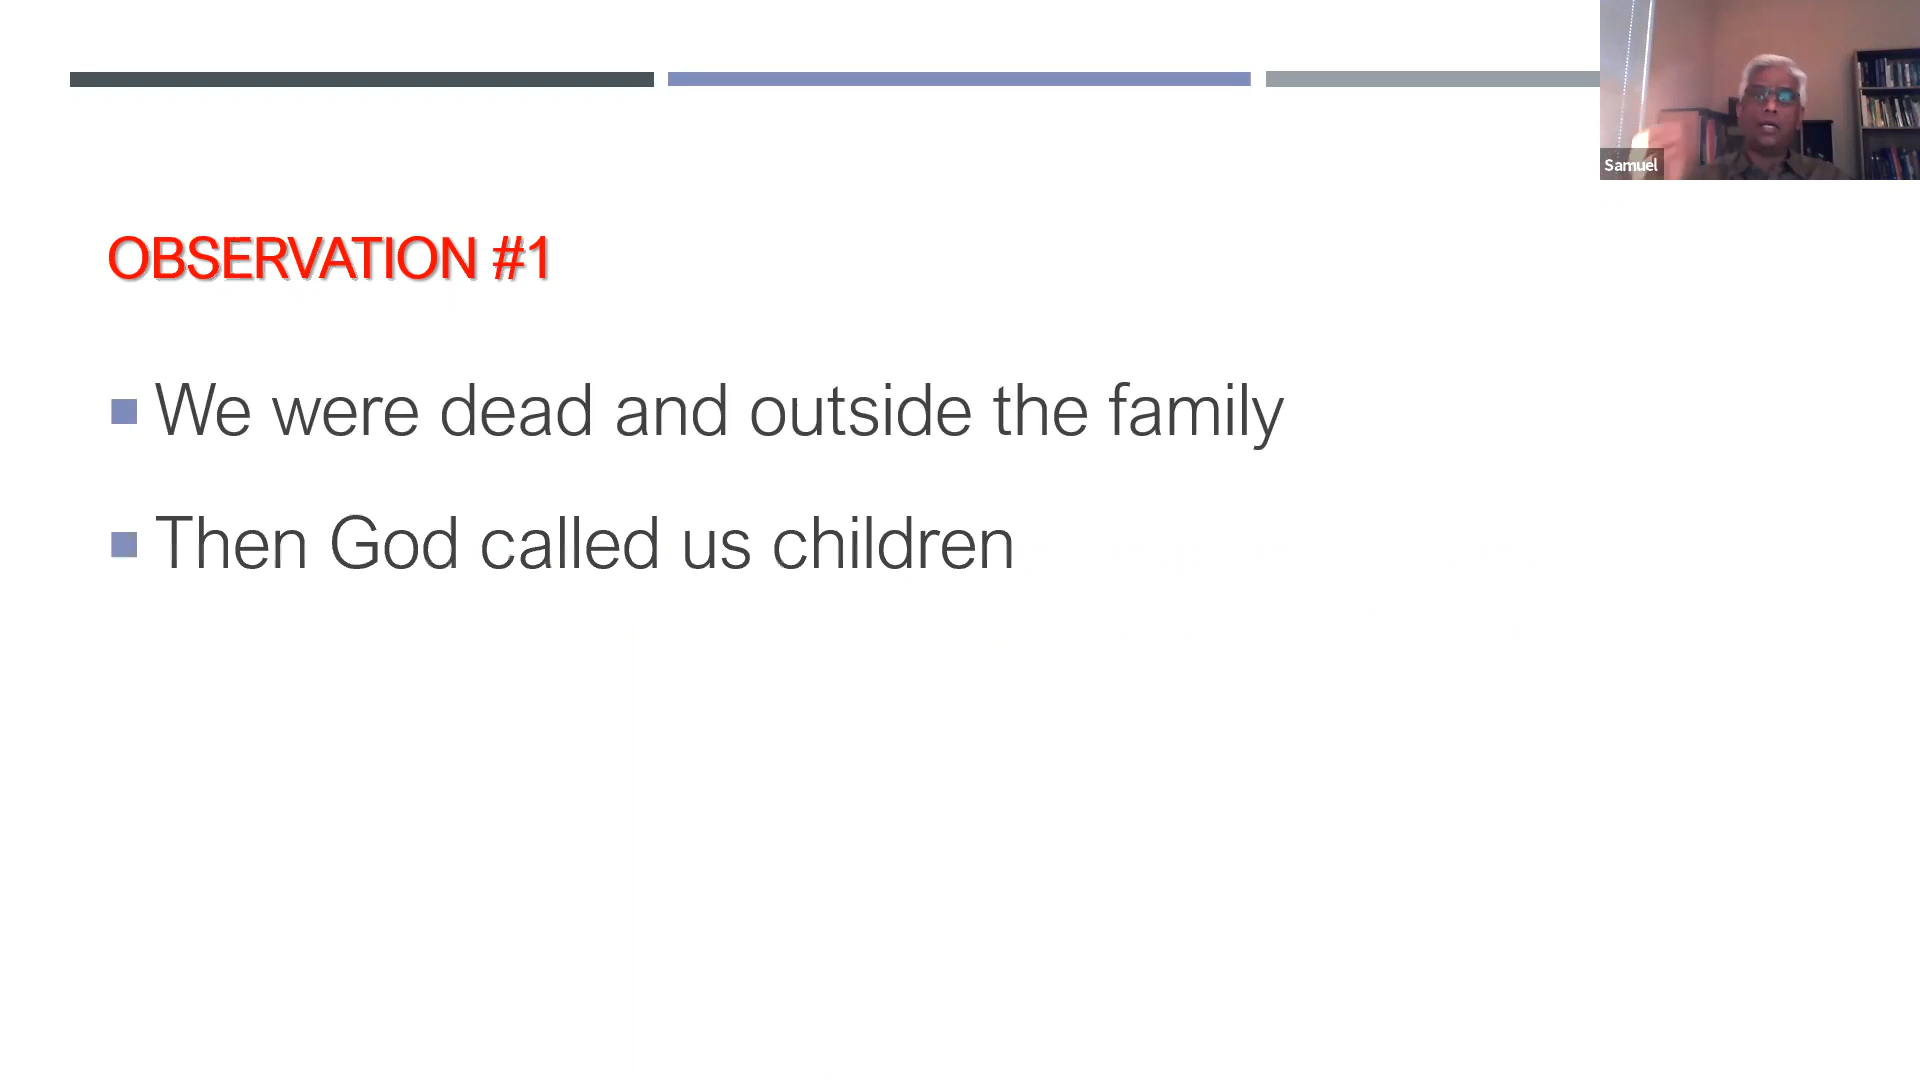 Samuel
OBSERVATION #1
We were dead and outside the family
Then God called us children